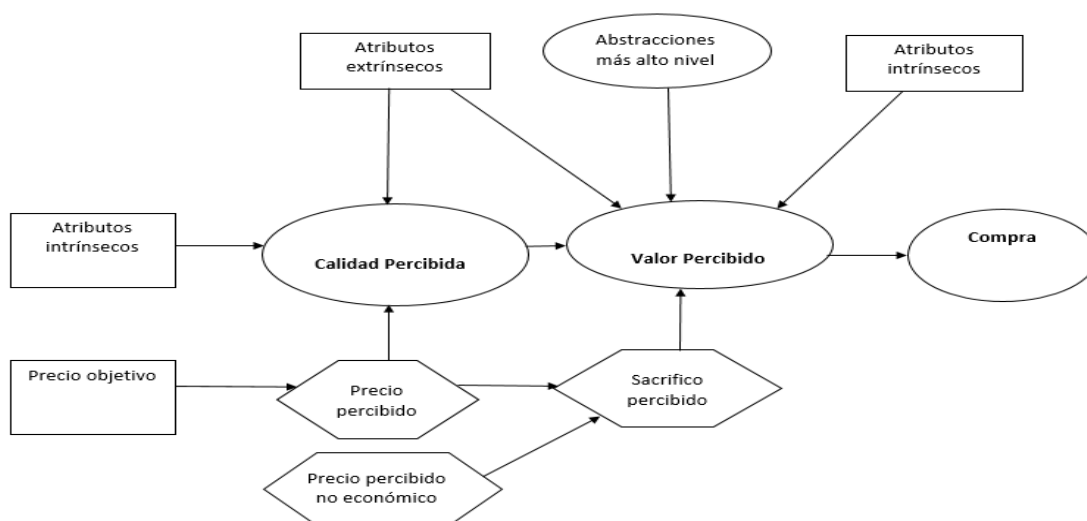 Atributos
extrínsecos
Abstracciones
más alto nivel
Atributos
intrínsecos
Atributos
intrínsecos
Calidad Percibida
Valor Percibido
Compra
Precio objetivo
Precio
percibido
Sacrifico
percibido
Precio percibido
no económico